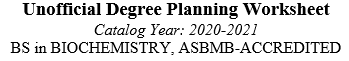 Unofficial Degree Planning Worksheet
Catalog Year: 2020-2021
BS in BIOCHEMISTRY, ASBMB-ACCREDITED